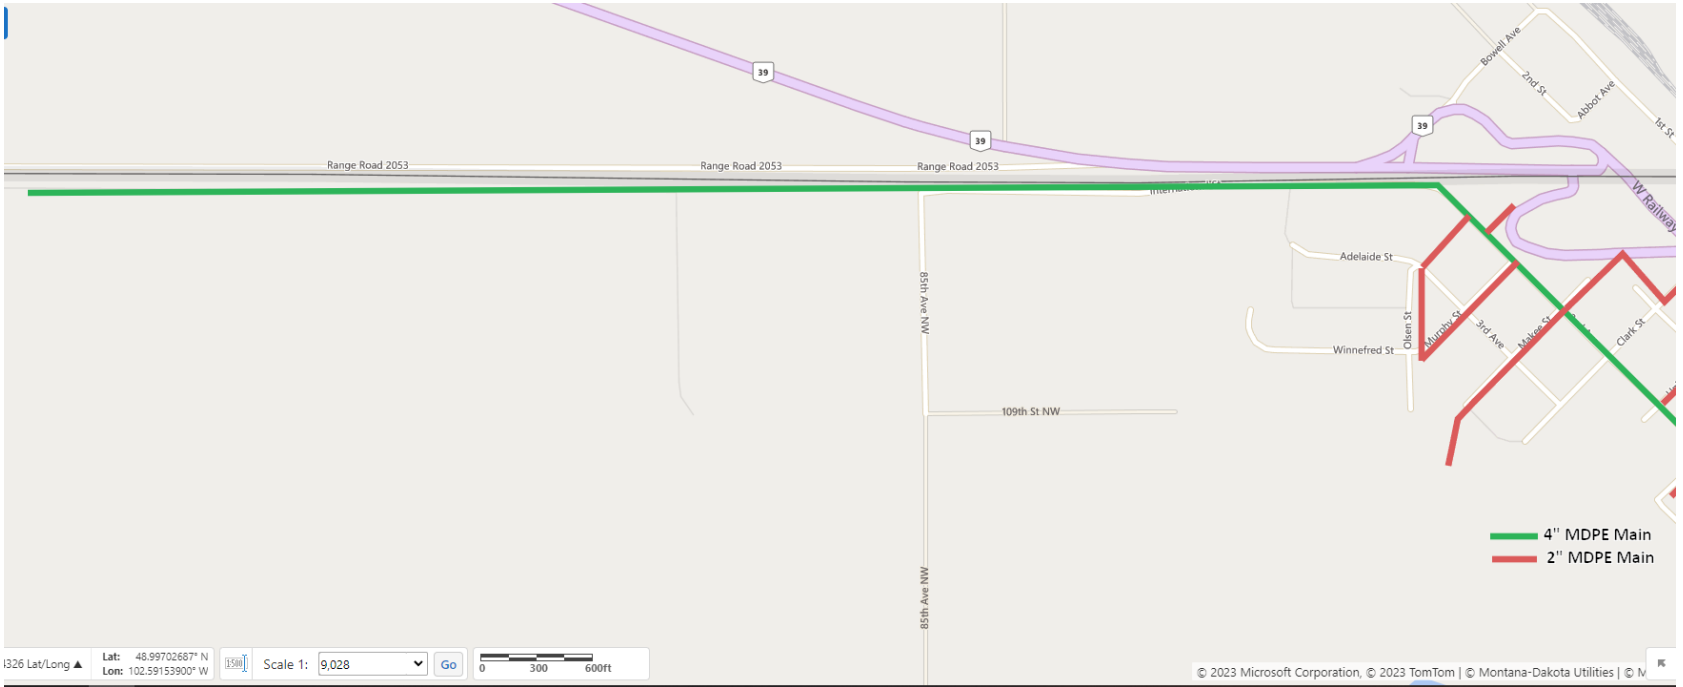 Bowell Ave
39
2nd St
Abbot Ave
39
39
1st St
Range Road 2053
Range Road 2053
Range Road 2053
W Railway
Adelaide St
85th Ave NW
Olsen St
Murphy St
3rd Ave
Makee St
Clark St
Winnefred St
109th St NW
4" MDPE Main
2" MDPE Main
85th Ave NW
4326 Lat/Long ▲
Lat: 48.99702687° N
Lon: 102.59153900° W
Scale 1: 9,028 Go
0 300 600ft
© 2023 Microsoft Corporation, © 2023 TomTom | © Montana-Dakota Utilities | © M